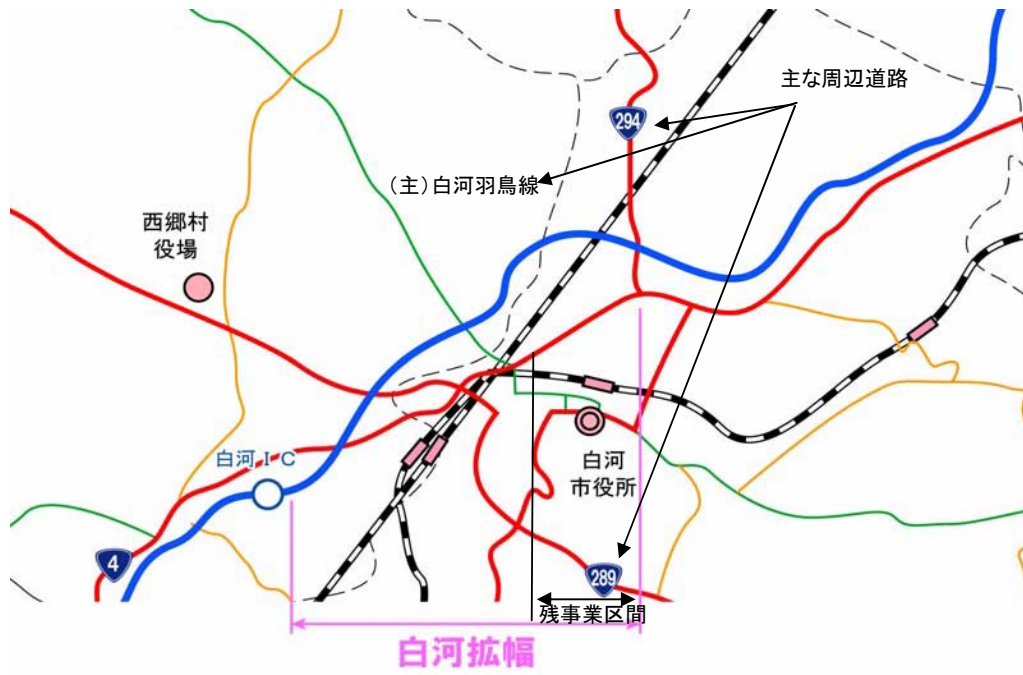 主な周辺道路
294
（主）白河羽鳥線
西郷村
役場
白河ＩＣ
白河
市役所
4
289
残事業区間
白河拡幅